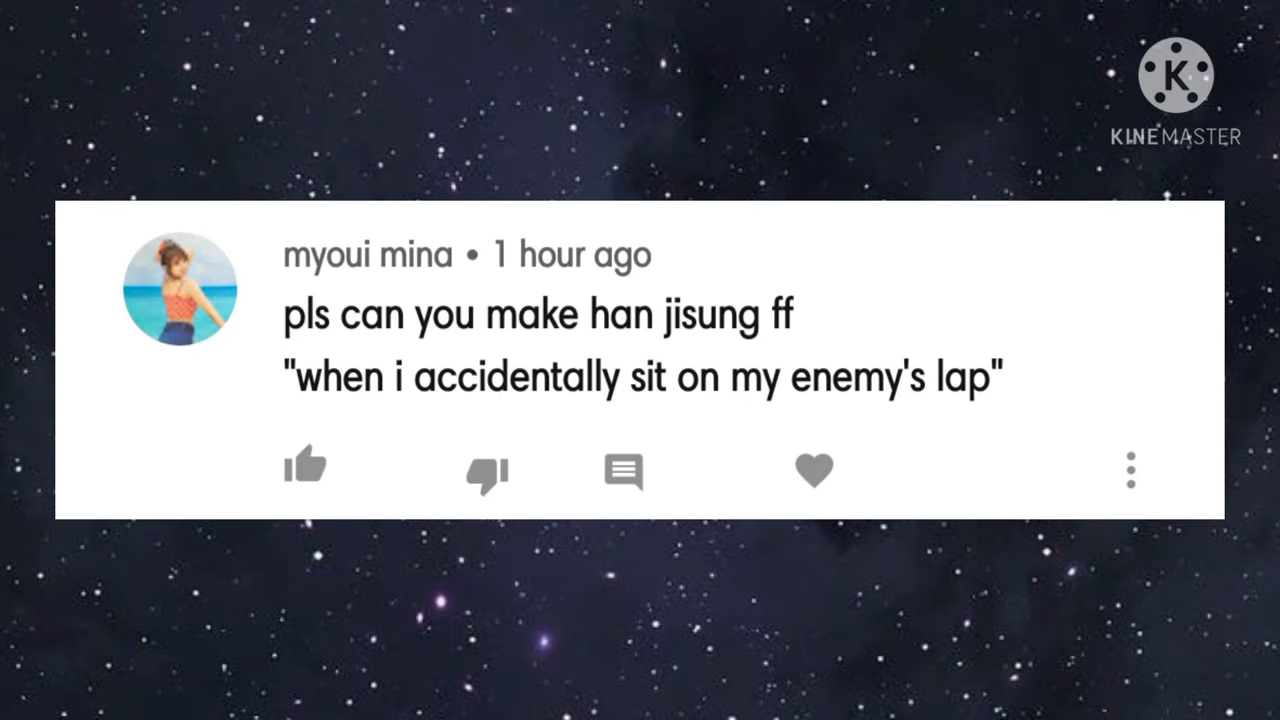 K
KINEMASTER
myoui mina • 1 hour ago
pls can you make han jisung ff
"when i accidentally sit on my enemy's lap"